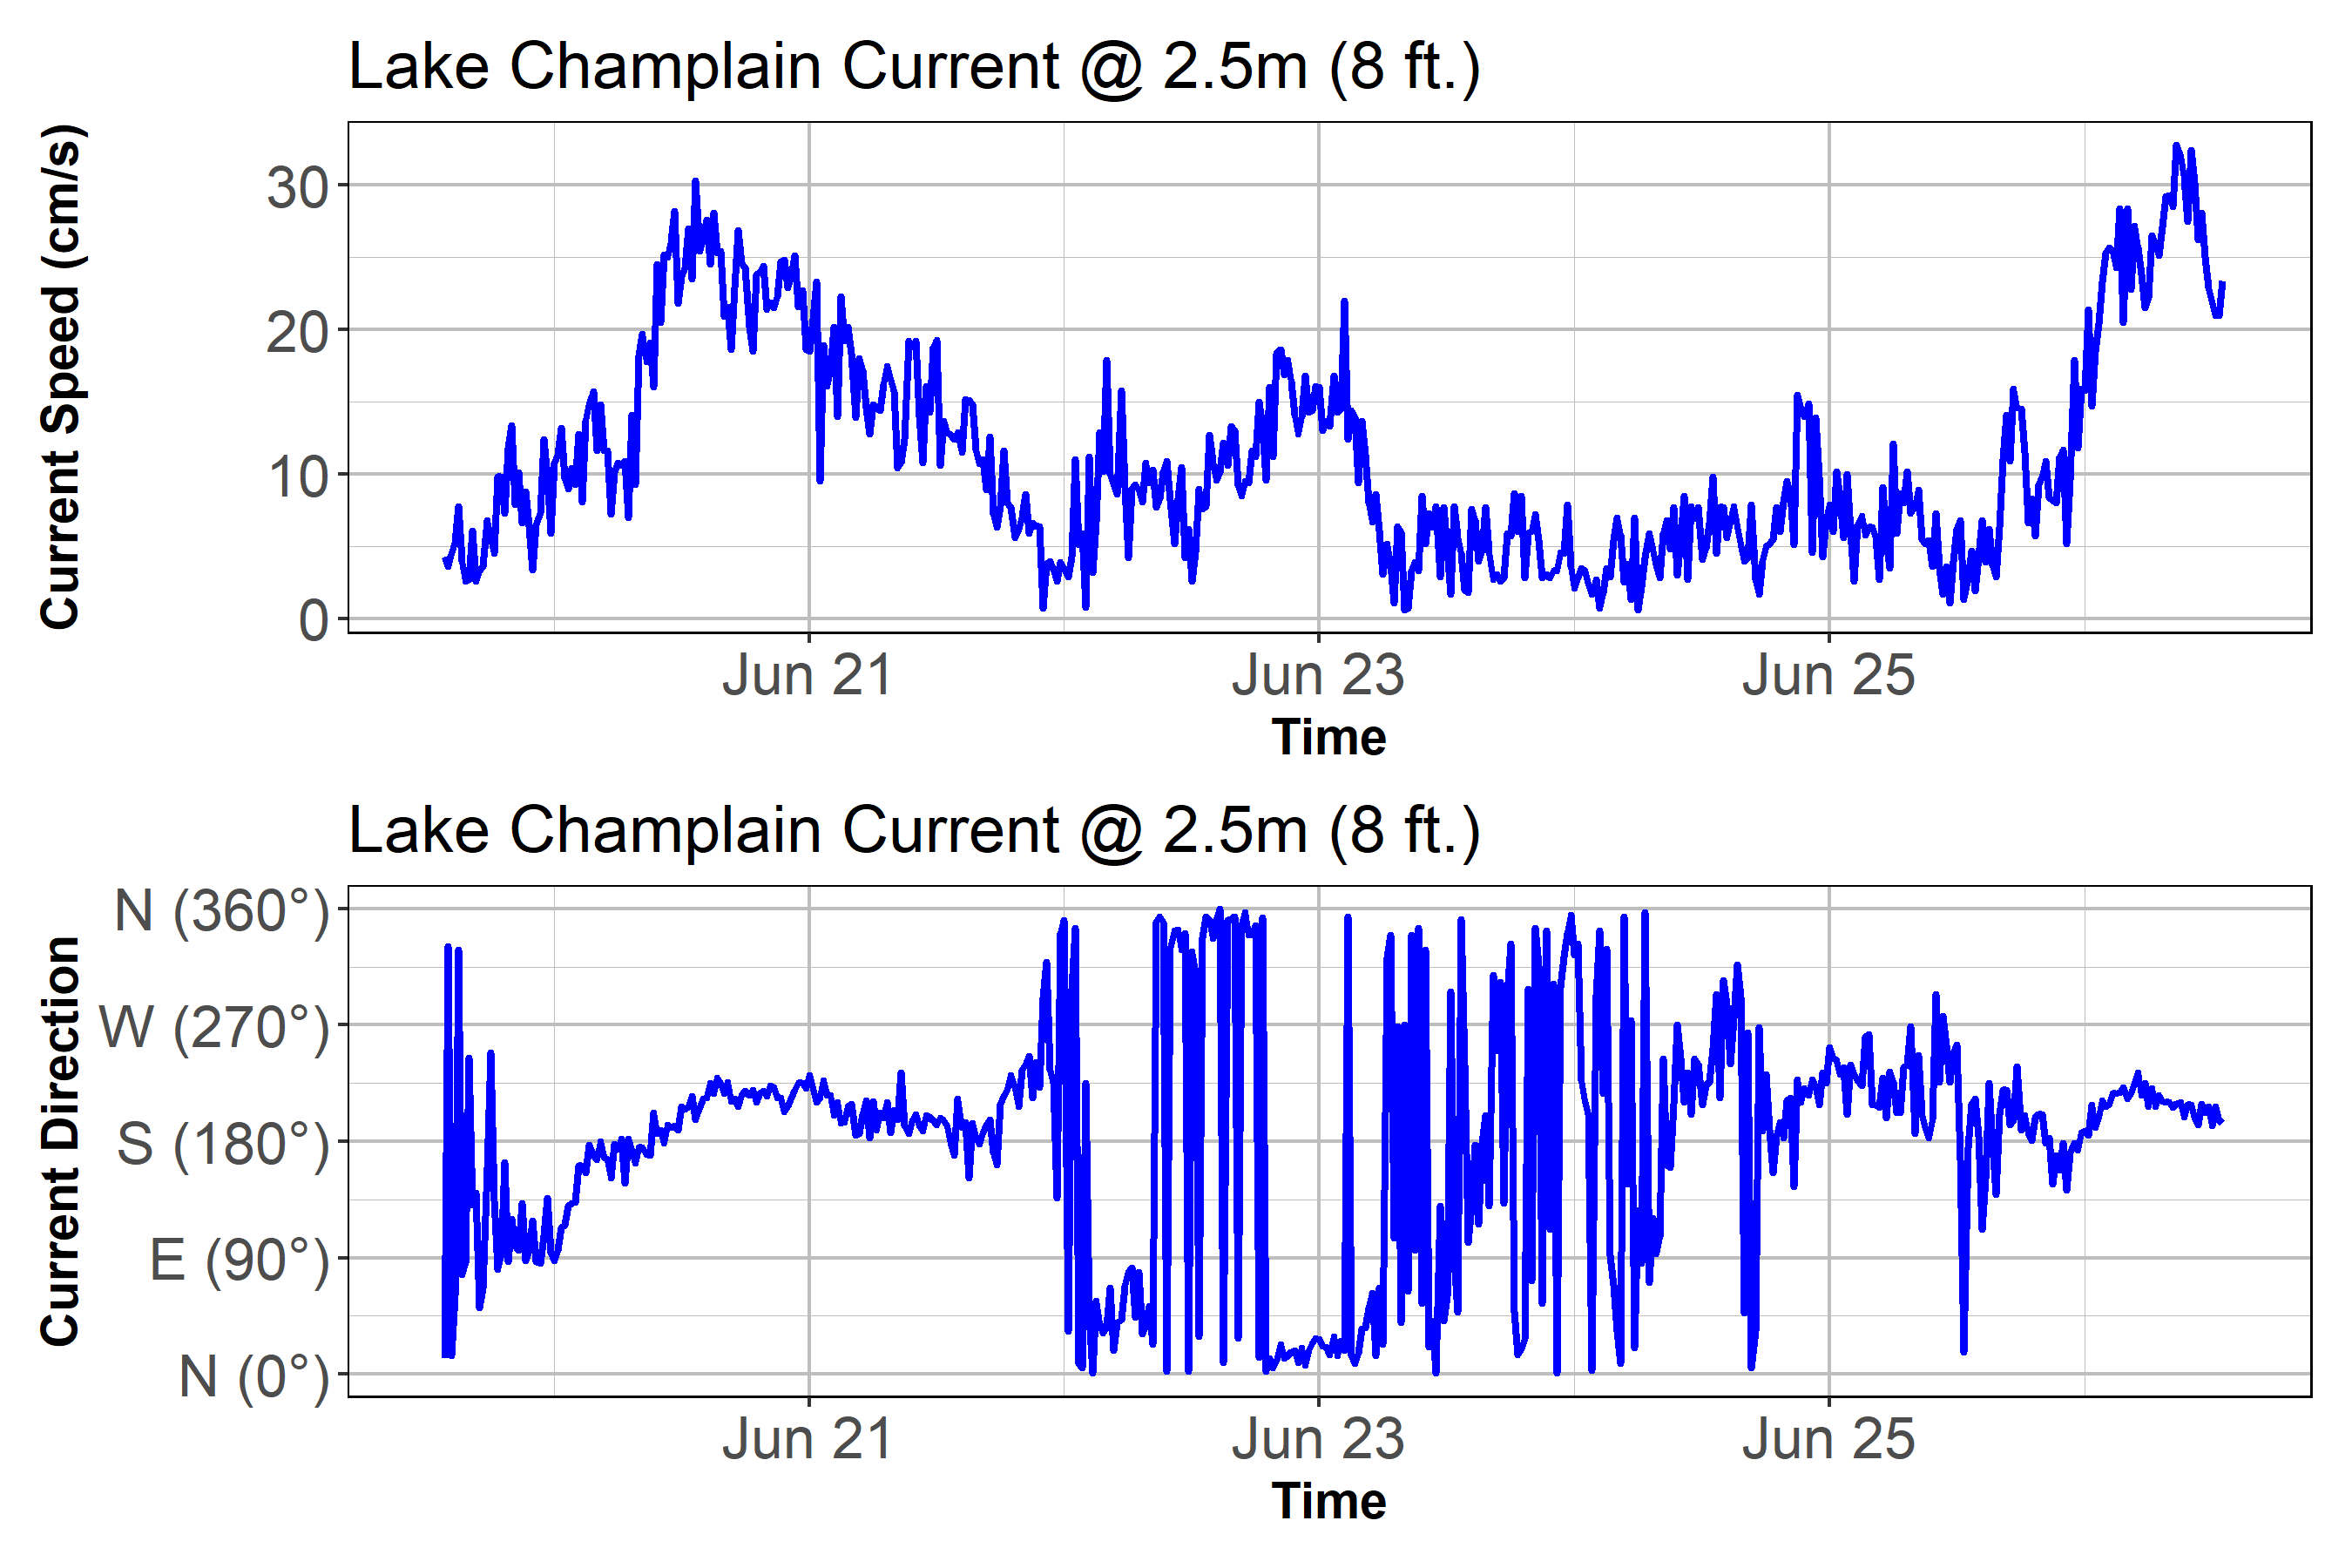 Lake Champlain Current @ 2.5m (8 ft.)
Current Speed (cm/s)
30
20
10
0
Jun 21 Jun 23 Jun 25
Time
Lake Champlain Current @ 2.5m (8 ft.)
Current Direction
N (360°)
W (270°)
S (180°)
E (90°)
N (0°)
Jun 21 Jun 23 Jun 25
Time